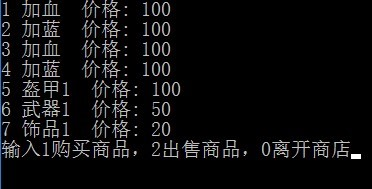 1 加血  价格: 100
2 加蓝  价格: 100
3 加血  价格: 100
4 加蓝  价格: 100
5 盔甲1  价格: 100
6 武器1  价格: 50
7 饰品1  价格: 20
输入1购买商品，2出售商品，0离开商店